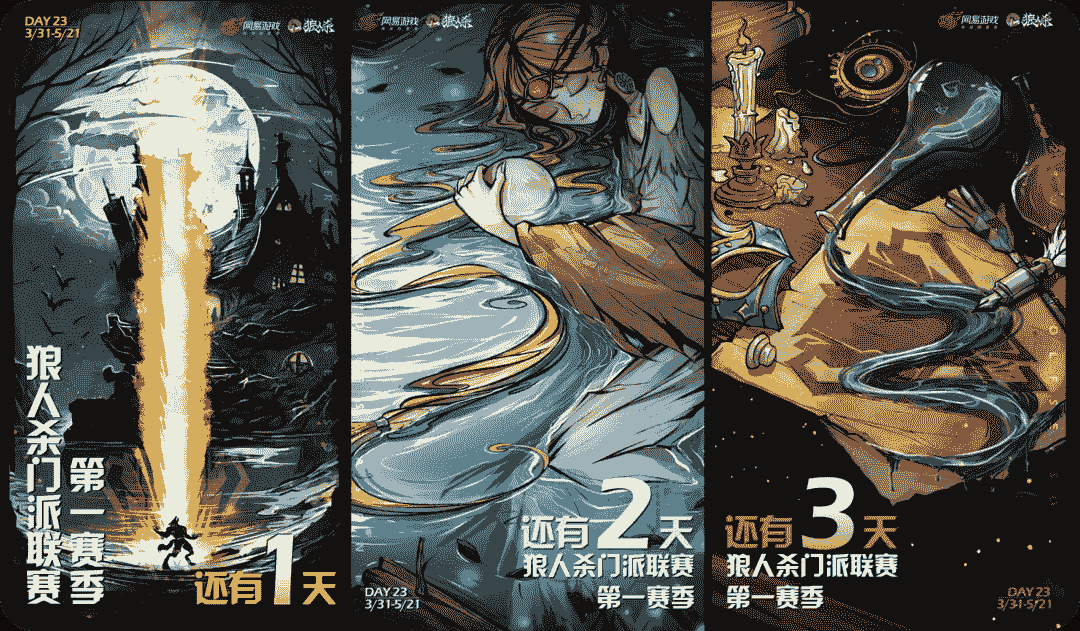 DAY 23
3/31-5/21
网易游戏
狼人杀
狼人杀门派联赛
第一赛季
还有1天
网易游戏
狼人杀
还有2天
狼人杀门派联赛
第一赛季
DAY 23
3/31-5/21
网易游戏
狼人杀
还有3天
狼人杀门派联赛
第一赛季
DAY 23
3/31-5/21